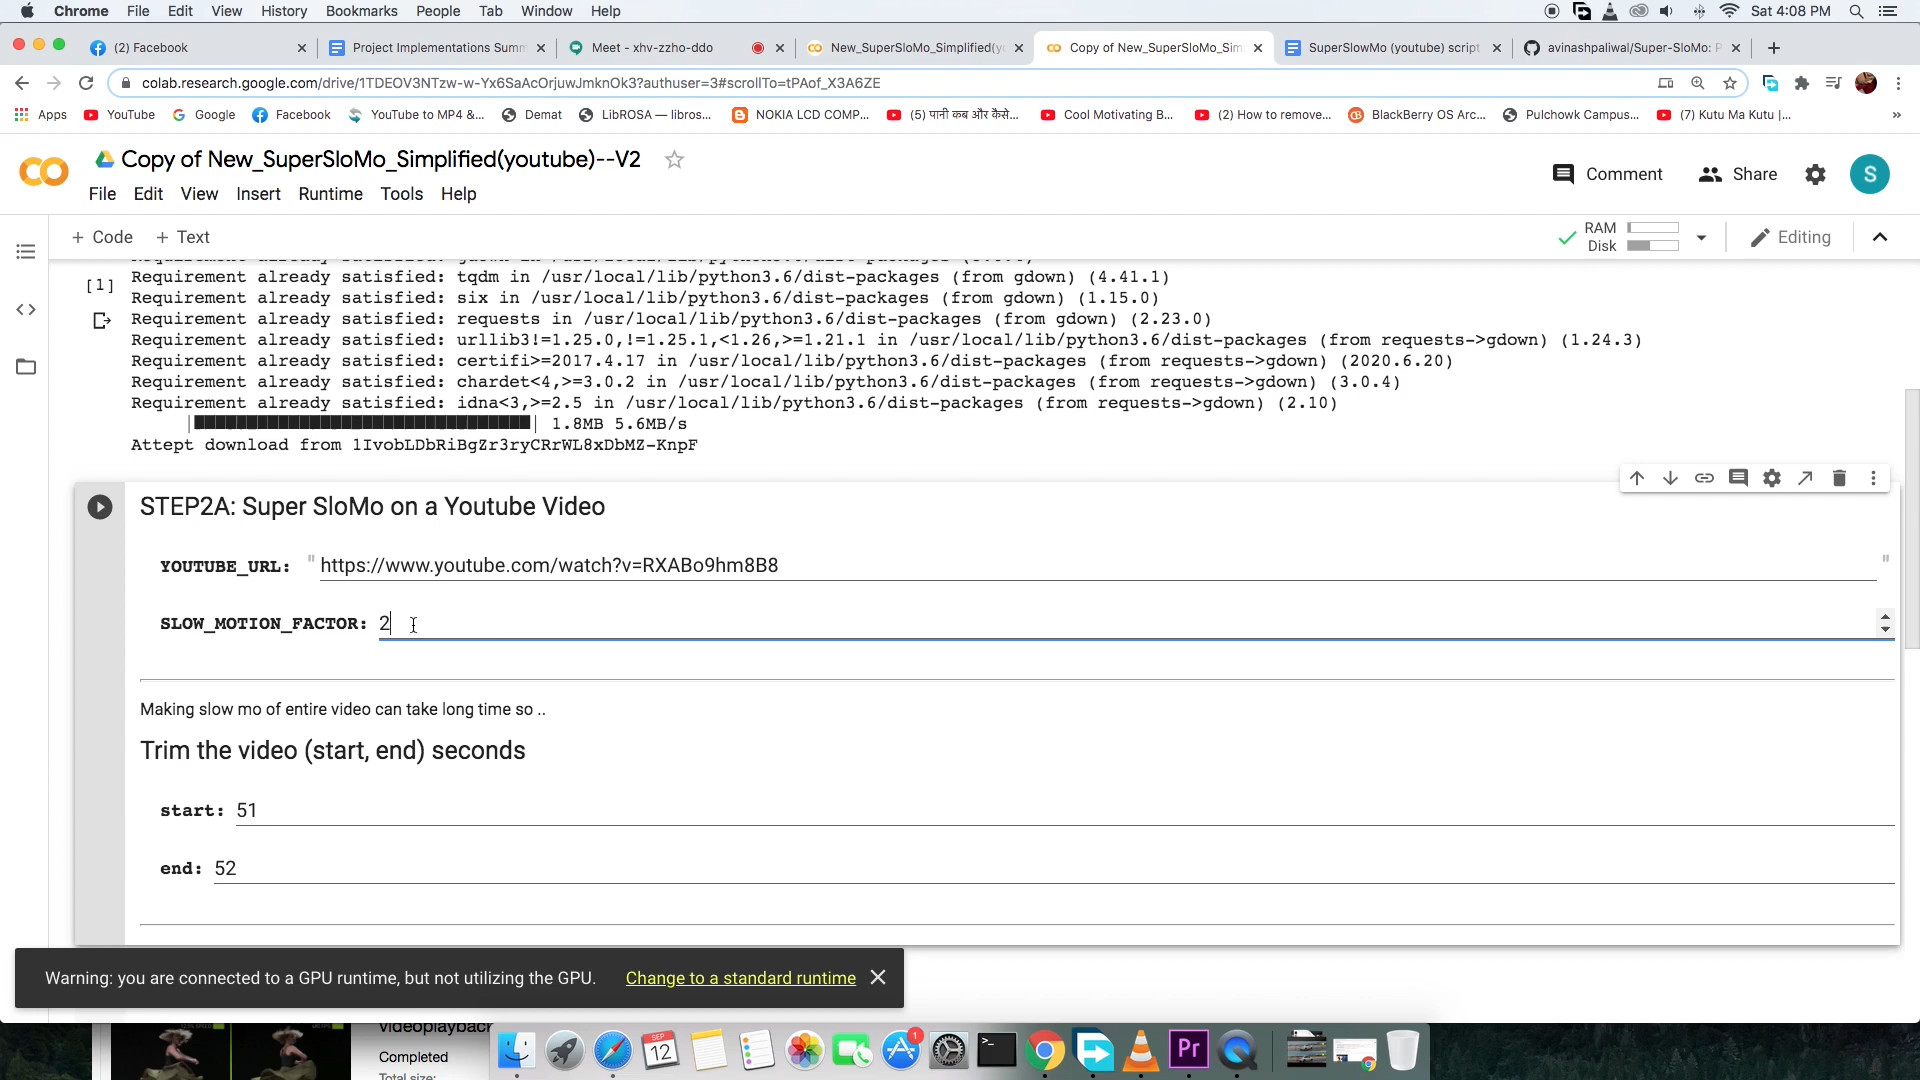 Chrome File Edit View History Bookmarks People Tab Window Help Sat 4:08 PM
(2) Facebook Project Implementations Summ Meet - xhv-zzho-ddo New_SuperSloMo_Simplified(yo Copy of New_SuperSloMo_Sim SuperSlowMo (youtube) script avinashpaliwal/Super-SloMo: P
colab.research.google.com/drive/1TDEOV3NTzw-w-Yx6SaAcOrjuwJmknOk3?authuser=3#scrollTo=tPAof_X3A6ZE
Apps YouTube Google Facebook YouTube to MP4 &... Demat LibROSA — libros... NOKIA LCD COMP... (5) पानी कब और कैसे... Cool Motivating B... (2) How to remove... BlackBerry OS Arc... Pulchowk Campus... (7) Kutu Ma Kutu |... »
Copy of New_SuperSloMo_Simplified(youtube)--V2
Comment Share S
File Edit View Insert Runtime Tools Help
+ Code + Text RAM Disk Editing
[1] Requirement already satisfied: tqdm in /usr/local/lib/python3.6/dist-packages (from gdown) (4.41.1)
Requirement already satisfied: six in /usr/local/lib/python3.6/dist-packages (from gdown) (1.15.0)
Requirement already satisfied: requests in /usr/local/lib/python3.6/dist-packages (from gdown) (2.23.0)
Requirement already satisfied: urllib3!=1.25.0,!=1.25.1,<1.26,>=1.21.1 in /usr/local/lib/python3.6/dist-packages (from requests->gdown) (1.24.3)
Requirement already satisfied: certifi>=2017.4.17 in /usr/local/lib/python3.6/dist-packages (from requests->gdown) (2020.6.20)
Requirement already satisfied: chardet<4,>=3.0.2 in /usr/local/lib/python3.6/dist-packages (from requests->gdown) (3.0.4)
Requirement already satisfied: idna<3,>=2.5 in /usr/local/lib/python3.6/dist-packages (from requests->gdown) (2.10)
1.8MB 5.6MB/s
Attept download from 1IvobLDbRiBgZr3ryCRrWL8xDbMZ-KnpF
STEP2A: Super SloMo on a Youtube Video
YOUTUBE_URL: " https://www.youtube.com/watch?v=RXABo9hm8B8 "
SLOW_MOTION_FACTOR: 2
Making slow mo of entire video can take long time so ..
Trim the video (start, end) seconds
start: 51
end: 52
Warning: you are connected to a GPU runtime, but not utilizing the GPU. Change to a standard runtime
videoplayback
Completed
Total size:
SEP
12
1
Pr